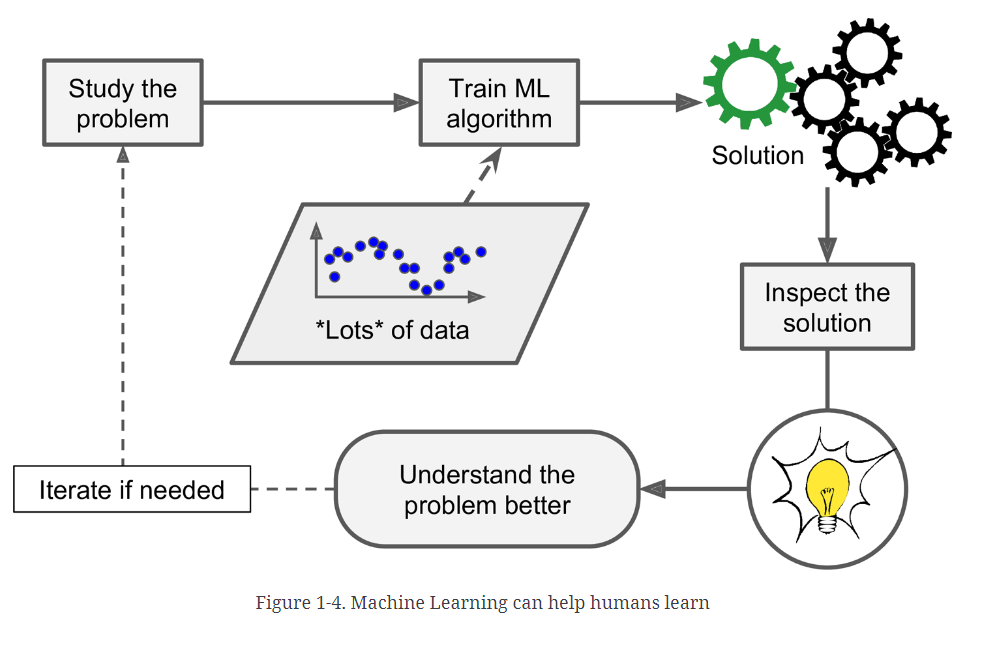 Study the
problem
Train ML
algorithm
Solution
*Lots* of data
Inspect the
solution
Understand the
problem better
Iterate if needed
Figure 1-4. Machine Learning can help humans learn